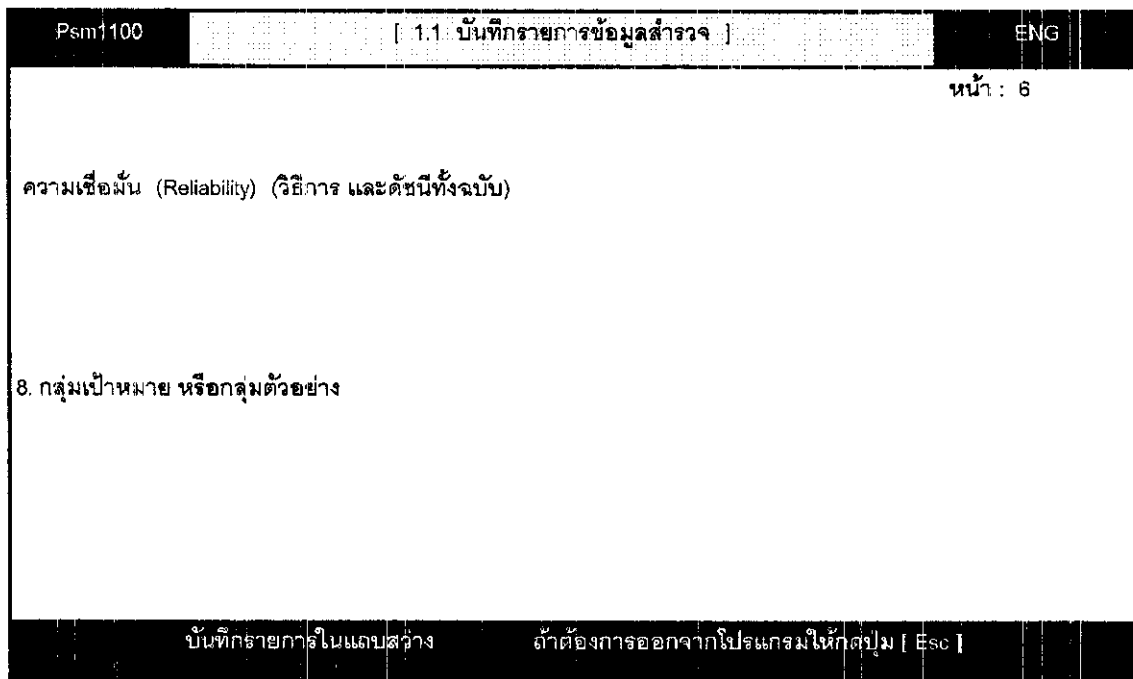 Psm1100 [ 1.1 บันทึกรายการข้อมูลสำรวจ ] ENG
หน้า : 6
ความเชื่อมั่น (Reliability) (วิธีการ และดัชนีทั้งฉบับ)
8. กลุ่มเป้าหมาย หรือกลุ่มตัวอย่าง
บันทึกรายการในแถบสว่าง ถ้าต้องการออกจากโปรแกรมให้กดปุ่ม [ Esc ]